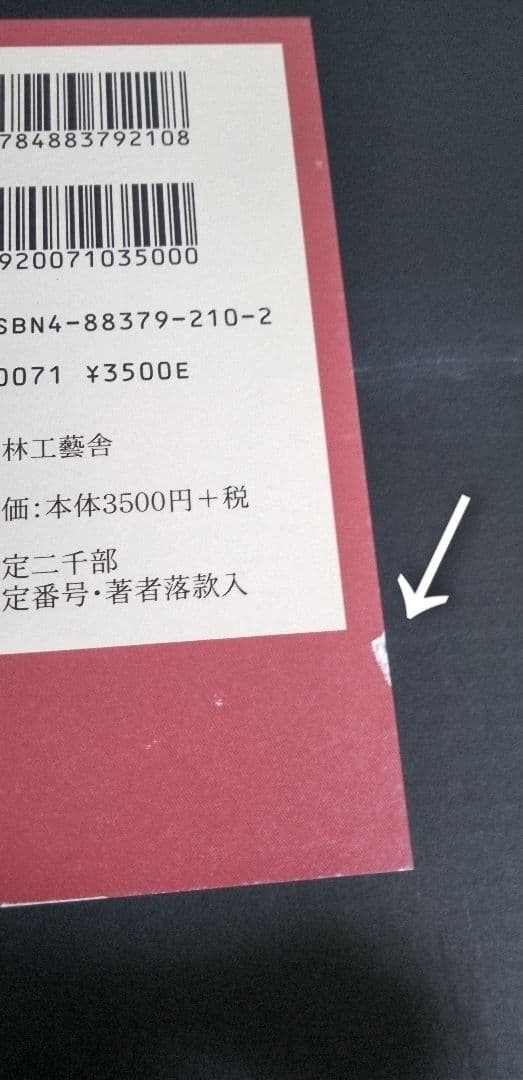 784883792108
920071035000
SBN4-88379-210-2
0071 ¥3500E
林工藝舎
価:本体3500円+税
定二千部
定番号・著者落款入